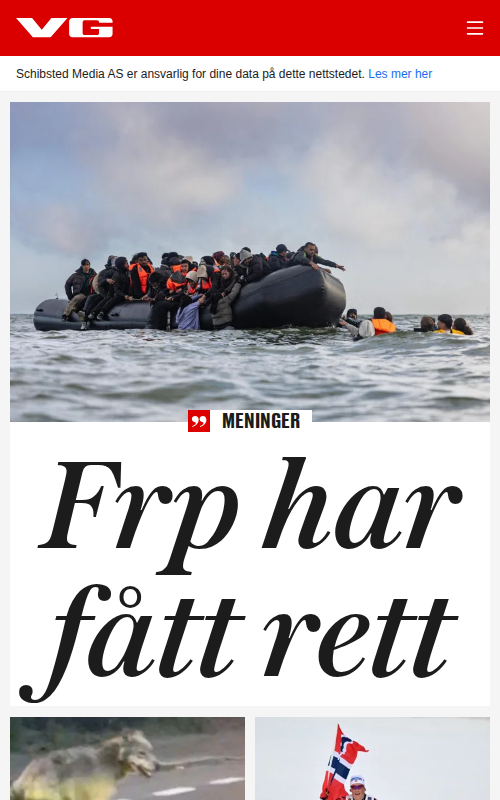 VG
Schibsted Media AS er ansvarlig for dine data på dette nettstedet. Les mer her
MENINGER
Frp har
fått rett